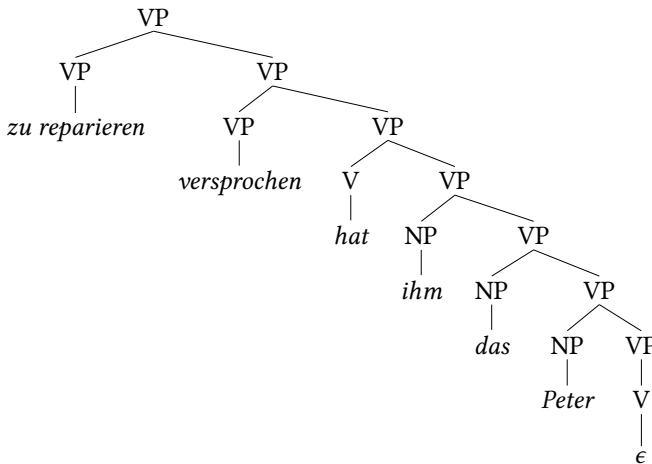 VP
VP VP
zu reparieren VP VP
versprochen V VP
hat NP VP
ihm NP VP
das NP VP
Peter V
ϵ